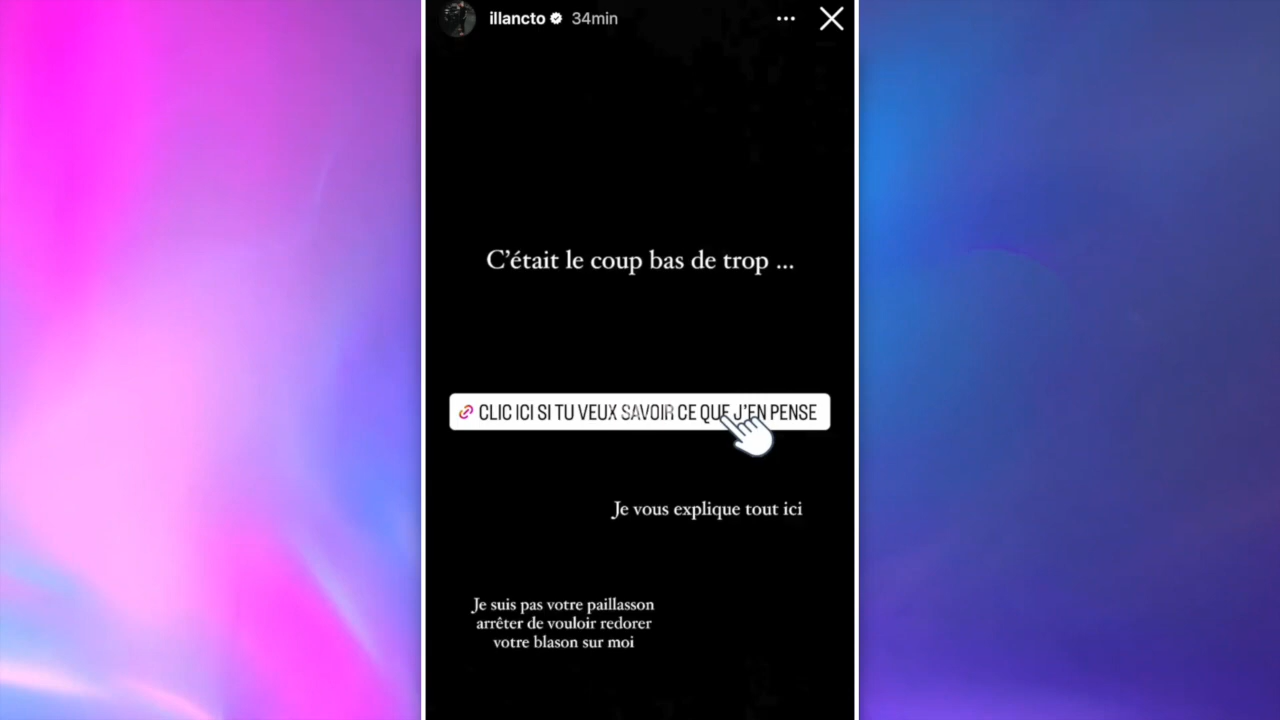 illancto 34min
C’était le coup bas de trop ...
CLIC ICI SI TU VEUX SAVOIR CE QUE J’EN PENSE
Je vous explique tout ici
Je suis pas votre paillasson
arrêter de vouloir redorer
votre blason sur moi